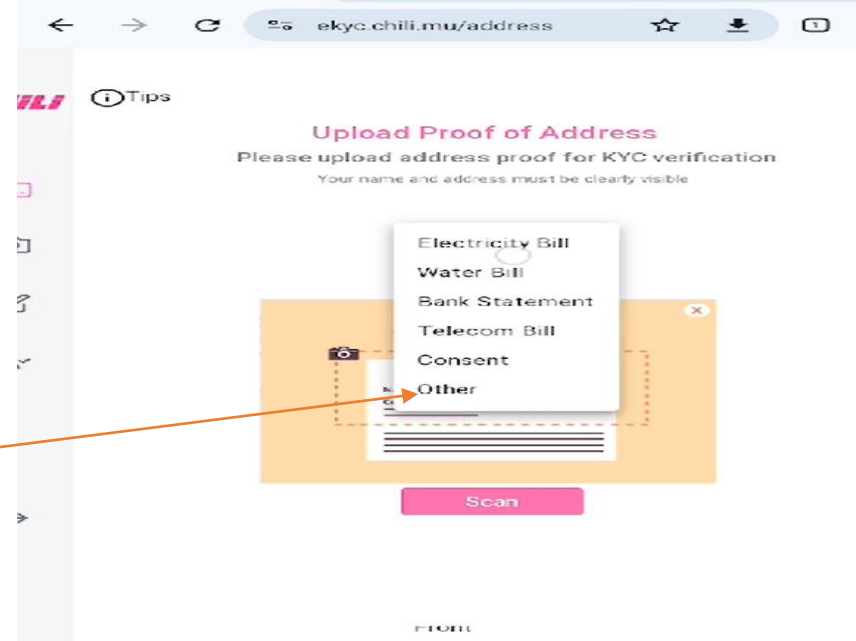 ekyc.chili.mu/address
1
Tips
Upload Proof of Address
Please upload address proof for KYC verification
Your name and address must be clearly visible
Electricity Bill
Water Bill
Bank Statement
Telecom Bill
Consent
Other
Scan
Front